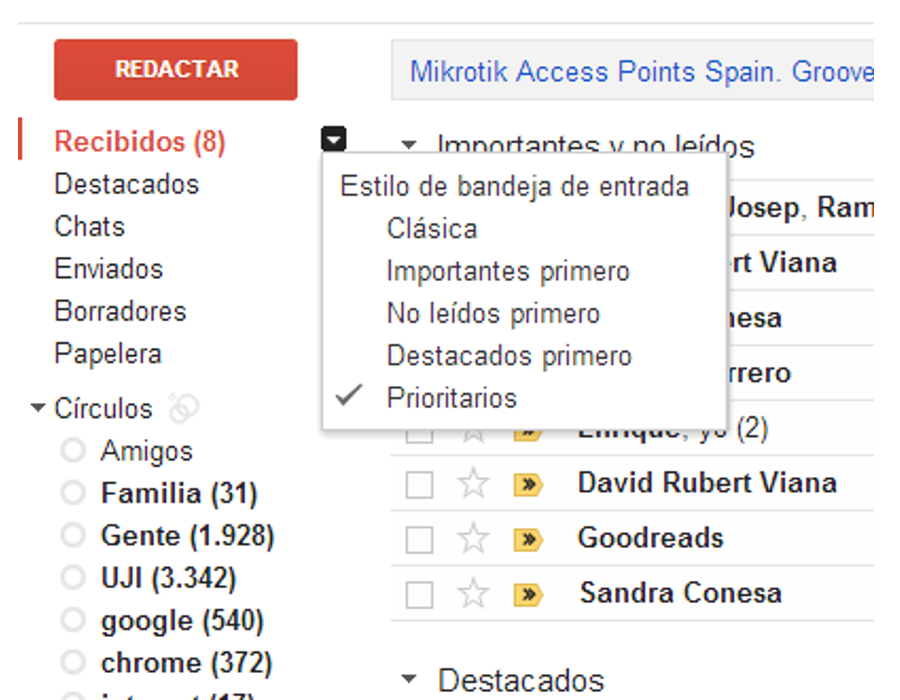 REDACTAR
Mikrotik Access Points Spain. Groove
Recibidos (8)
Destacados
Chats
Enviados
Borradores
Papelera
Círculos
Amigos
Familia (31)
Gente (1.928)
UJI (3.342)
google (540)
chrome (372)
Importantes y no leídos
Estilo de bandeja de entrada
Clásica
Importantes primero
No leídos primero
Destacados primero
Prioritarios
Josep, Ram
rt Viana
nesa
rrero
Enrique, yo (2)
David Rubert Viana
Goodreads
Sandra Conesa
Destacados